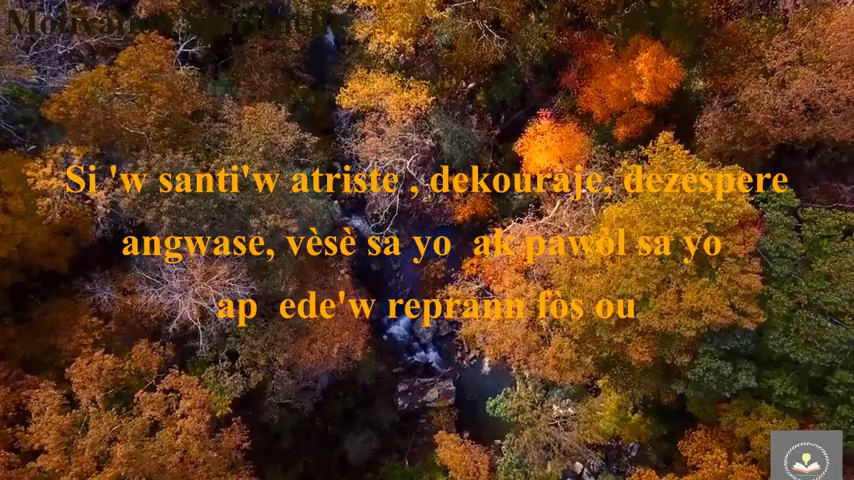 Si 'w santi'w atriste , dekouraje, dezespere
angwase, vèsè sa yo ak pawòl sa yo
ap ede'w reprann fòs ou